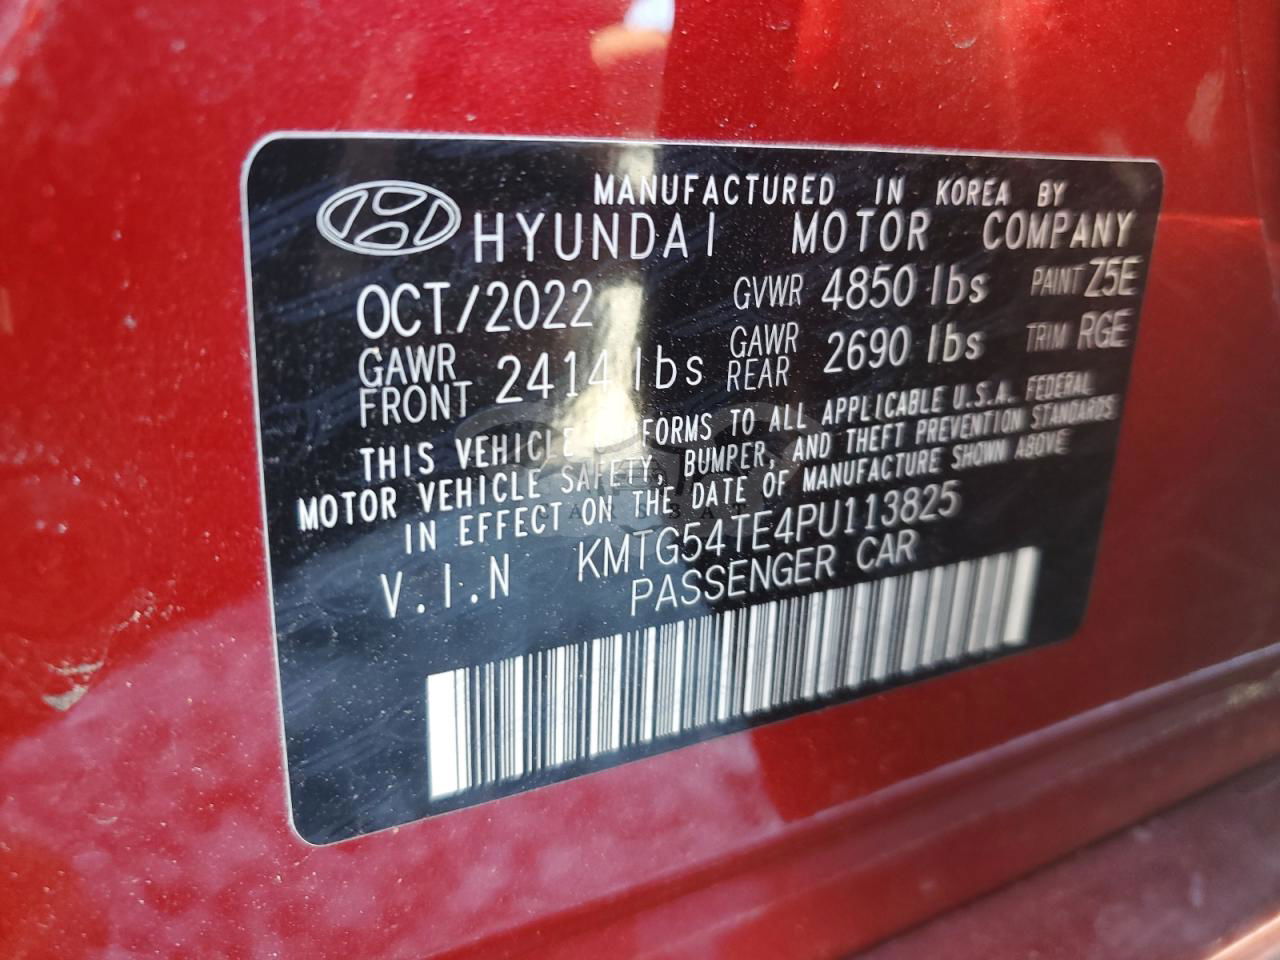 MANUFACTURED IN KOREA BY
HYUNDAI MOTOR COMPANY
OCT/2022 GVWR 4850 lbs PAINT Z5E
GAWR FRONT 2414 lbs GAWR REAR 2690 lbs TRIM RGE
THIS VEHICLE CONFORMS TO ALL APPLICABLE U.S.A. FEDERAL
MOTOR VEHICLE SAFETY, BUMPER, AND THEFT PREVENTION STANDARDS
IN EFFECT ON THE DATE OF MANUFACTURE SHOWN ABOVE
V.I.N KMTG54TE4PU113825
PASSENGER CAR